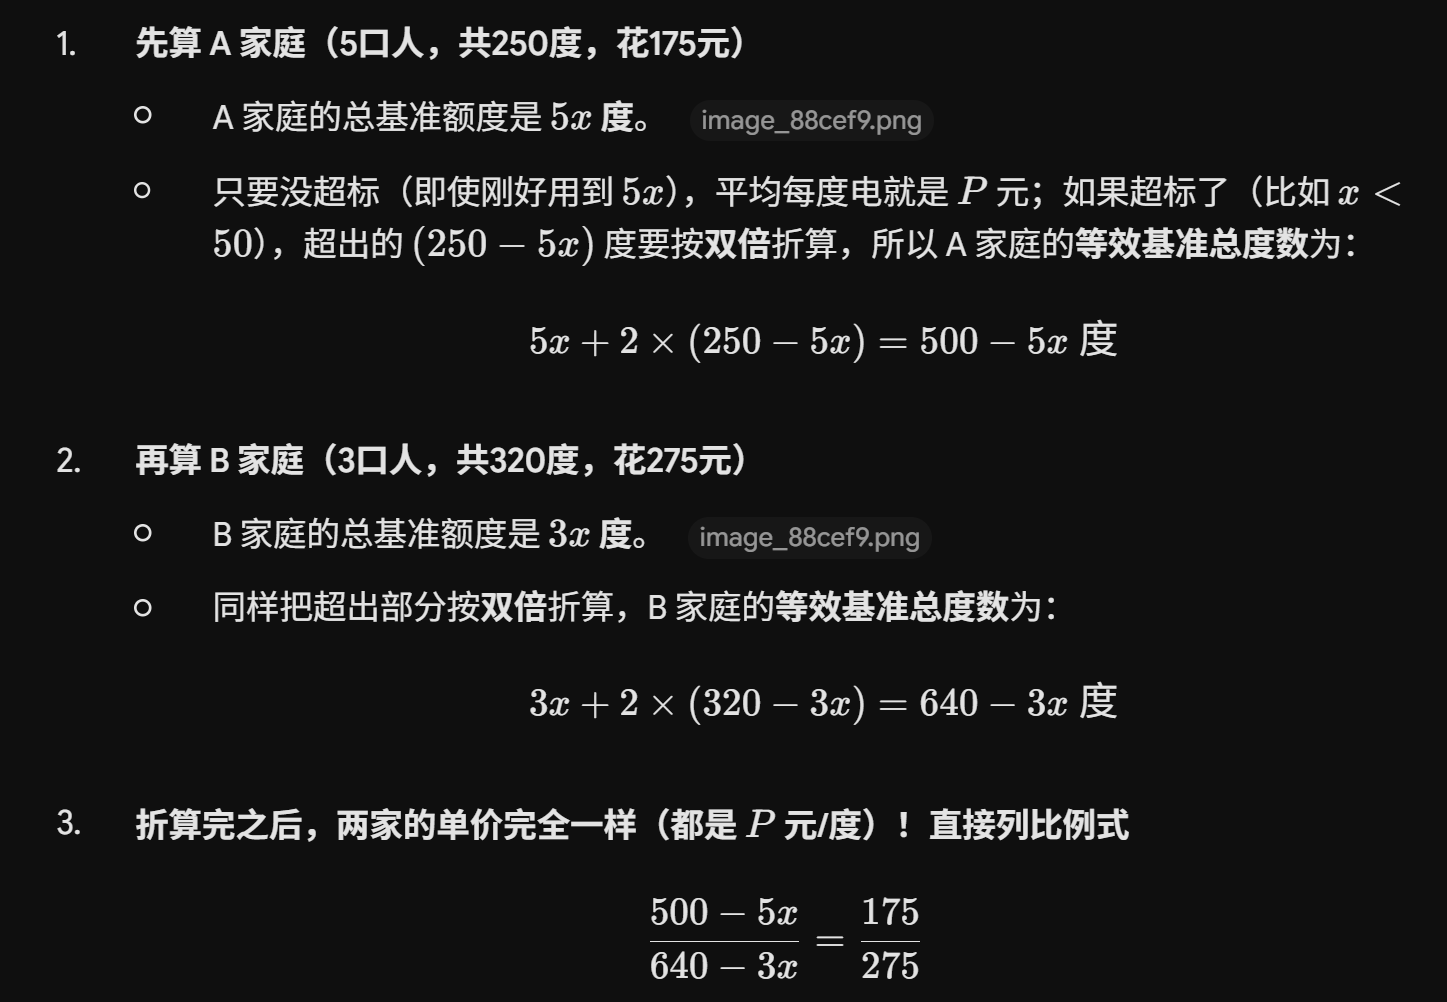 1. 先算 A 家庭（5口人，共250度，花175元）
○ A 家庭的总基准额度是 5x 度。 image_88cef9.png
○ 只要没超标（即使刚好用到 5x），平均每度电就是 P 元；如果超标了（比如 x <
50），超出的 (250 − 5x) 度要按双倍折算，所以 A 家庭的等效基准总度数为：
5x + 2 × (250 − 5x) = 500 − 5x 度
2. 再算 B 家庭（3口人，共320度，花275元）
○ B 家庭的总基准额度是 3x 度。 image_88cef9.png
○ 同样把超出部分按双倍折算，B 家庭的等效基准总度数为：
3x + 2 × (320 − 3x) = 640 − 3x 度
3. 折算完之后，两家的单价完全一样（都是 P 元/度）！直接列比例式
500 − 5x / 640 − 3x = 175 / 275